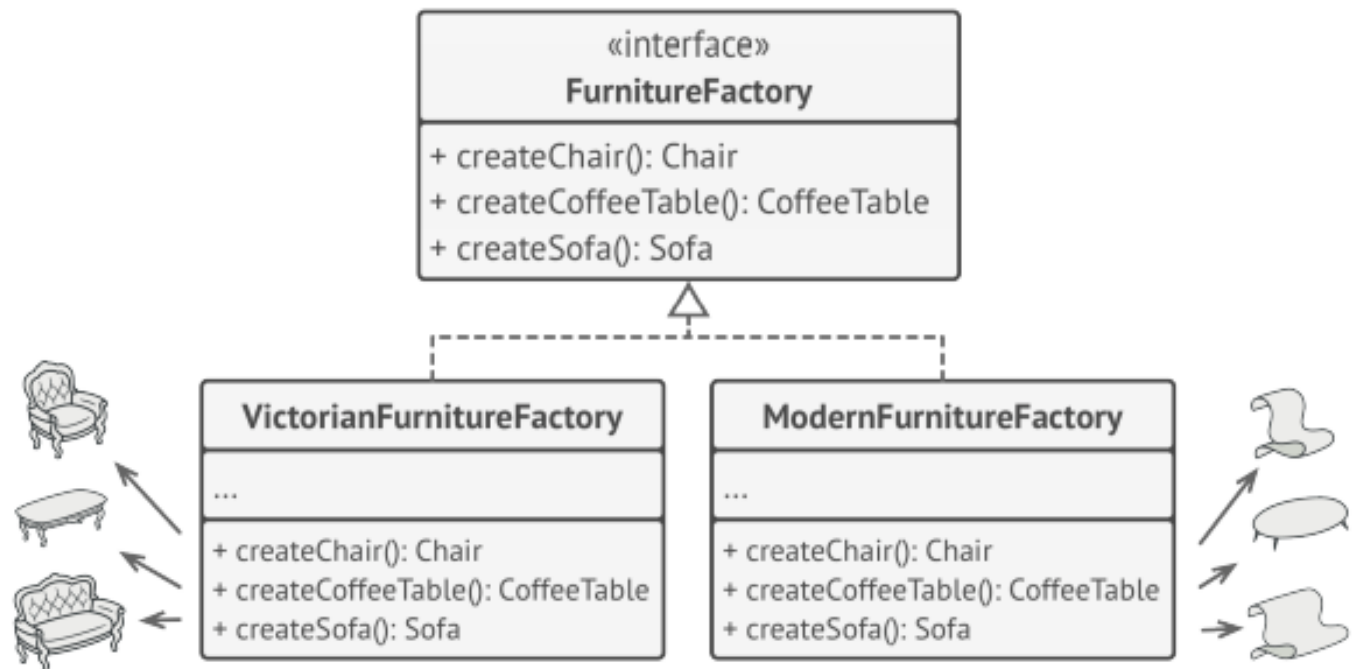 «interface»
FurnitureFactory
+ createChair(): Chair
+ createCoffeeTable(): CoffeeTable
+ createSofa(): Sofa
VictorianFurnitureFactory
...
+ createChair(): Chair
+ createCoffeeTable(): CoffeeTable
+ createSofa(): Sofa
ModernFurnitureFactory
...
+ createChair(): Chair
+ createCoffeeTable(): CoffeeTable
+ createSofa(): Sofa